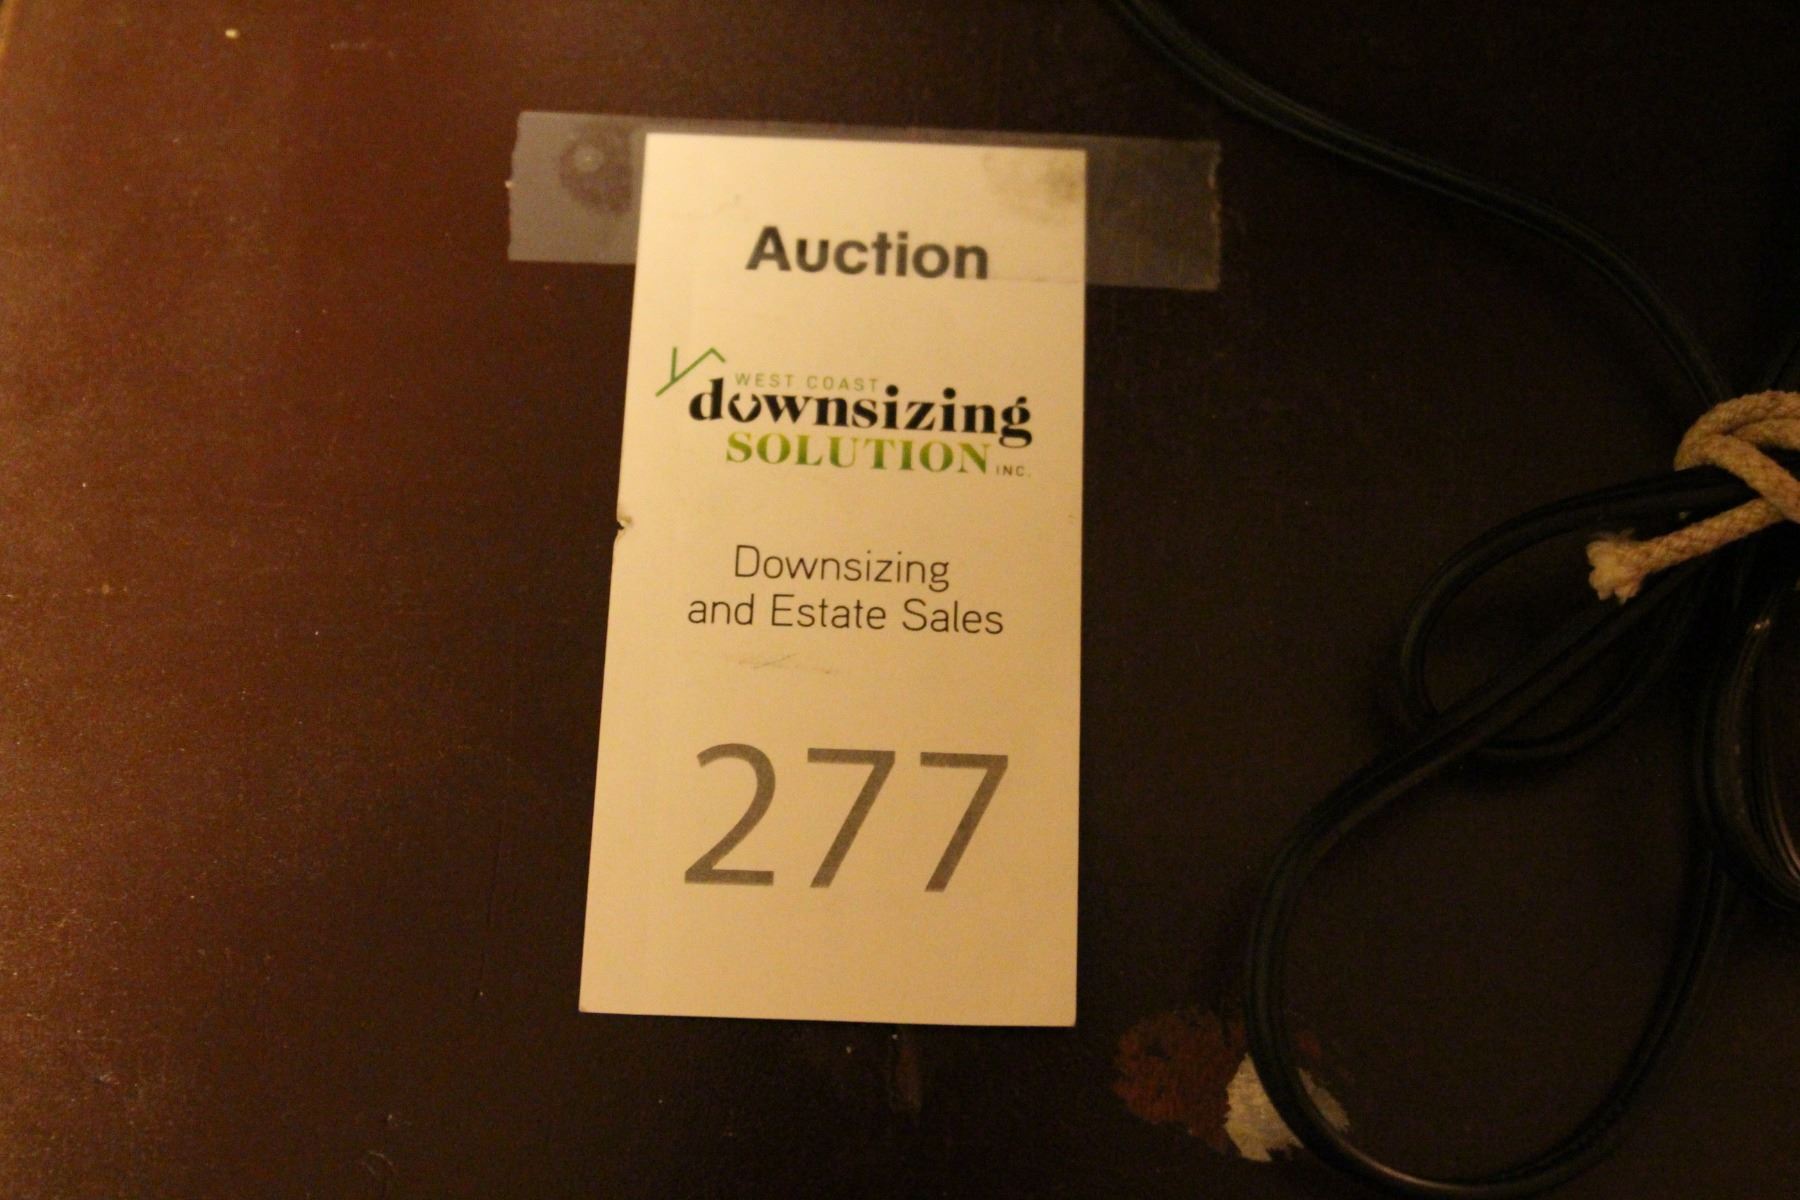 Auction
WEST COAST
downsizing
SOLUTION INC.
Downsizing
and Estate Sales
277